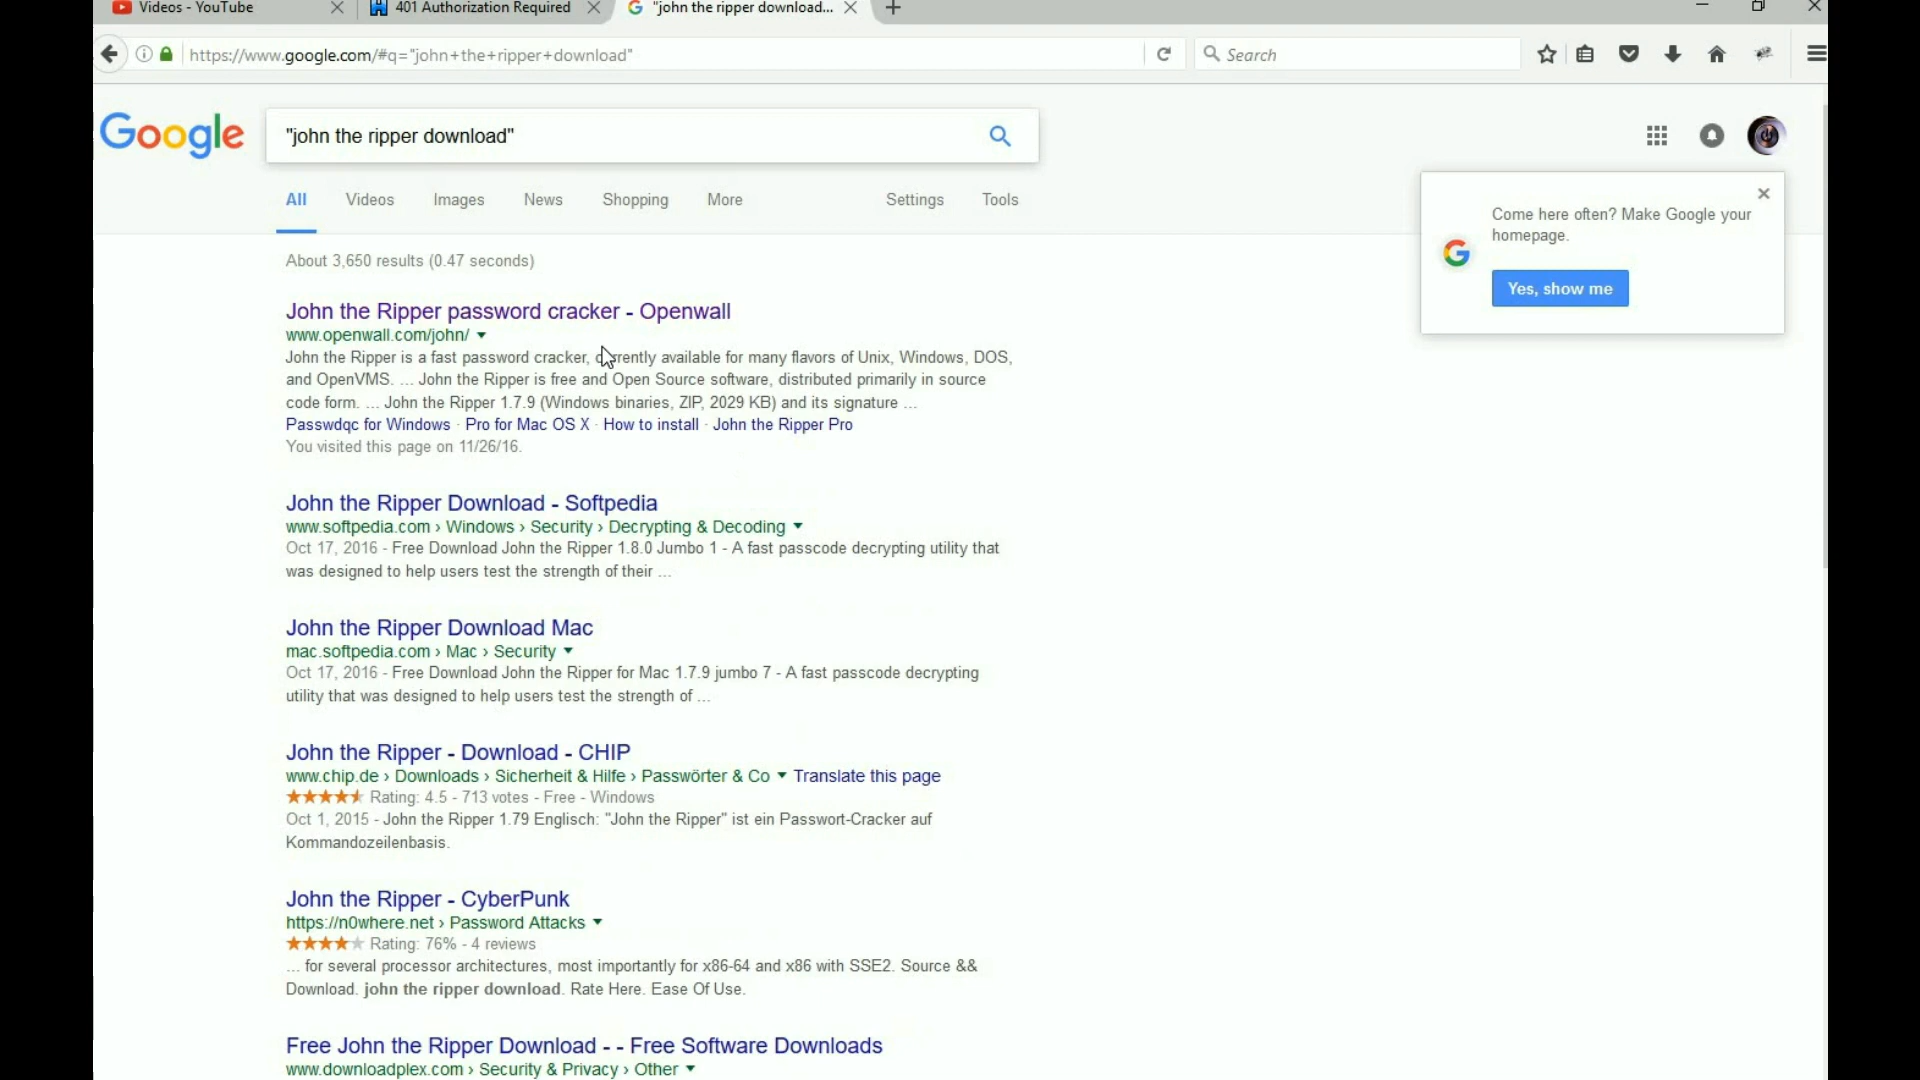 Videos - YouTube
401 Authorization Required
"john the ripper download...
https://www.google.com/#q="john+the+ripper+download"
Search
Google
"john the ripper download"
All
Videos
Images
News
Shopping
More
Settings
Tools
Come here often? Make Google your
homepage.
Yes, show me
About 3,650 results (0.47 seconds)
John the Ripper password cracker - Openwall
www.openwall.com/john/
John the Ripper is a fast password cracker, currently available for many flavors of Unix, Windows, DOS,
and OpenVMS. ... John the Ripper is free and Open Source software, distributed primarily in source
code form. ... John the Ripper 1.7.9 (Windows binaries, ZIP, 2029 KB) and its signature ...
Passwdqc for Windows · Pro for Mac OS X · How to install · John the Ripper Pro
You visited this page on 11/26/16.
John the Ripper Download - Softpedia
www.softpedia.com › Windows › Security › Decrypting & Decoding
Oct 17, 2016 - Free Download John the Ripper 1.8.0 Jumbo 1 - A fast passcode decrypting utility that
was designed to help users test the strength of their ...
John the Ripper Download Mac
mac.softpedia.com › Mac › Security
Oct 17, 2016 - Free Download John the Ripper for Mac 1.7.9 jumbo 7 - A fast passcode decrypting
utility that was designed to help users test the strength of ...
John the Ripper - Download - CHIP
www.chip.de › Downloads › Sicherheit & Hilfe › Passwörter & Co Translate this page
Rating: 4.5 - 713 votes - Free - Windows
Oct 1, 2015 - John the Ripper 1.79 Englisch: "John the Ripper" ist ein Passwort-Cracker auf
Kommandozeilenbasis.
John the Ripper - CyberPunk
https://n0where.net › Password Attacks
Rating: 76% - 4 reviews
... for several processor architectures, most importantly for x86-64 and x86 with SSE2. Source &&
Download. john the ripper download. Rate Here. Ease Of Use.
Free John the Ripper Download - - Free Software Downloads
www.downloadplex.com › Security & Privacy › Other